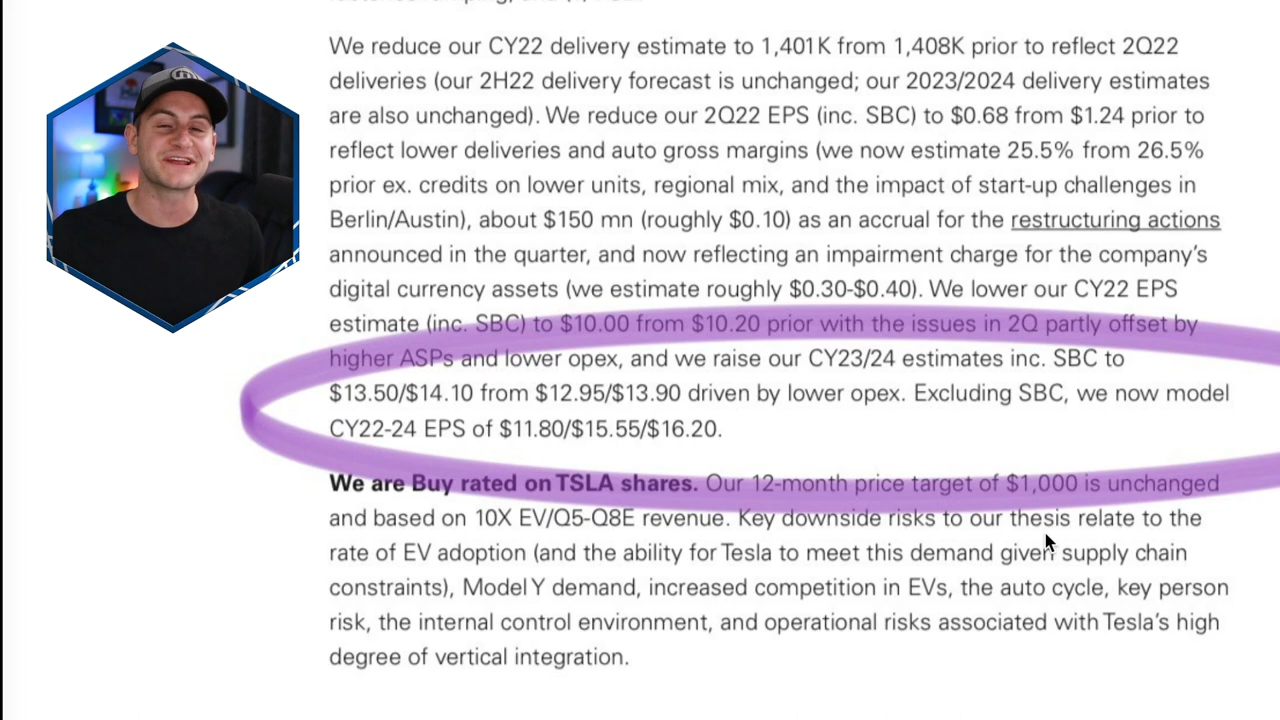 We reduce our CY22 delivery estimate to 1,401K from 1,408K prior to reflect 2Q22
deliveries (our 2H22 delivery forecast is unchanged; our 2023/2024 delivery estimates
are also unchanged). We reduce our 2Q22 EPS (inc. SBC) to $0.68 from $1.24 prior to
reflect lower deliveries and auto gross margins (we now estimate 25.5% from 26.5%
prior ex. credits on lower units, regional mix, and the impact of start-up challenges in
Berlin/Austin), about $150 mn (roughly $0.10) as an accrual for the restructuring actions
announced in the quarter, and now reflecting an impairment charge for the company's
digital currency assets (we estimate roughly $0.30-$0.40). We lower our CY22 EPS
estimate (inc. SBC) to $10.00 from $10.20 prior with the issues in 2Q partly offset by
higher ASPs and lower opex, and we raise our CY23/24 estimates inc. SBC to
$13.50/$14.10 from $12.95/$13.90 driven by lower opex. Excluding SBC, we now model
CY22-24 EPS of $11.80/$15.55/$16.20.
We are Buy rated on TSLA shares. Our 12-month price target of $1,000 is unchanged
and based on 10X EV/Q5-Q8E revenue. Key downside risks to our thesis relate to the
rate of EV adoption (and the ability for Tesla to meet this demand given supply chain
constraints), Model Y demand, increased competition in EVs, the auto cycle, key person
risk, the internal control environment, and operational risks associated with Tesla's high
degree of vertical integration.